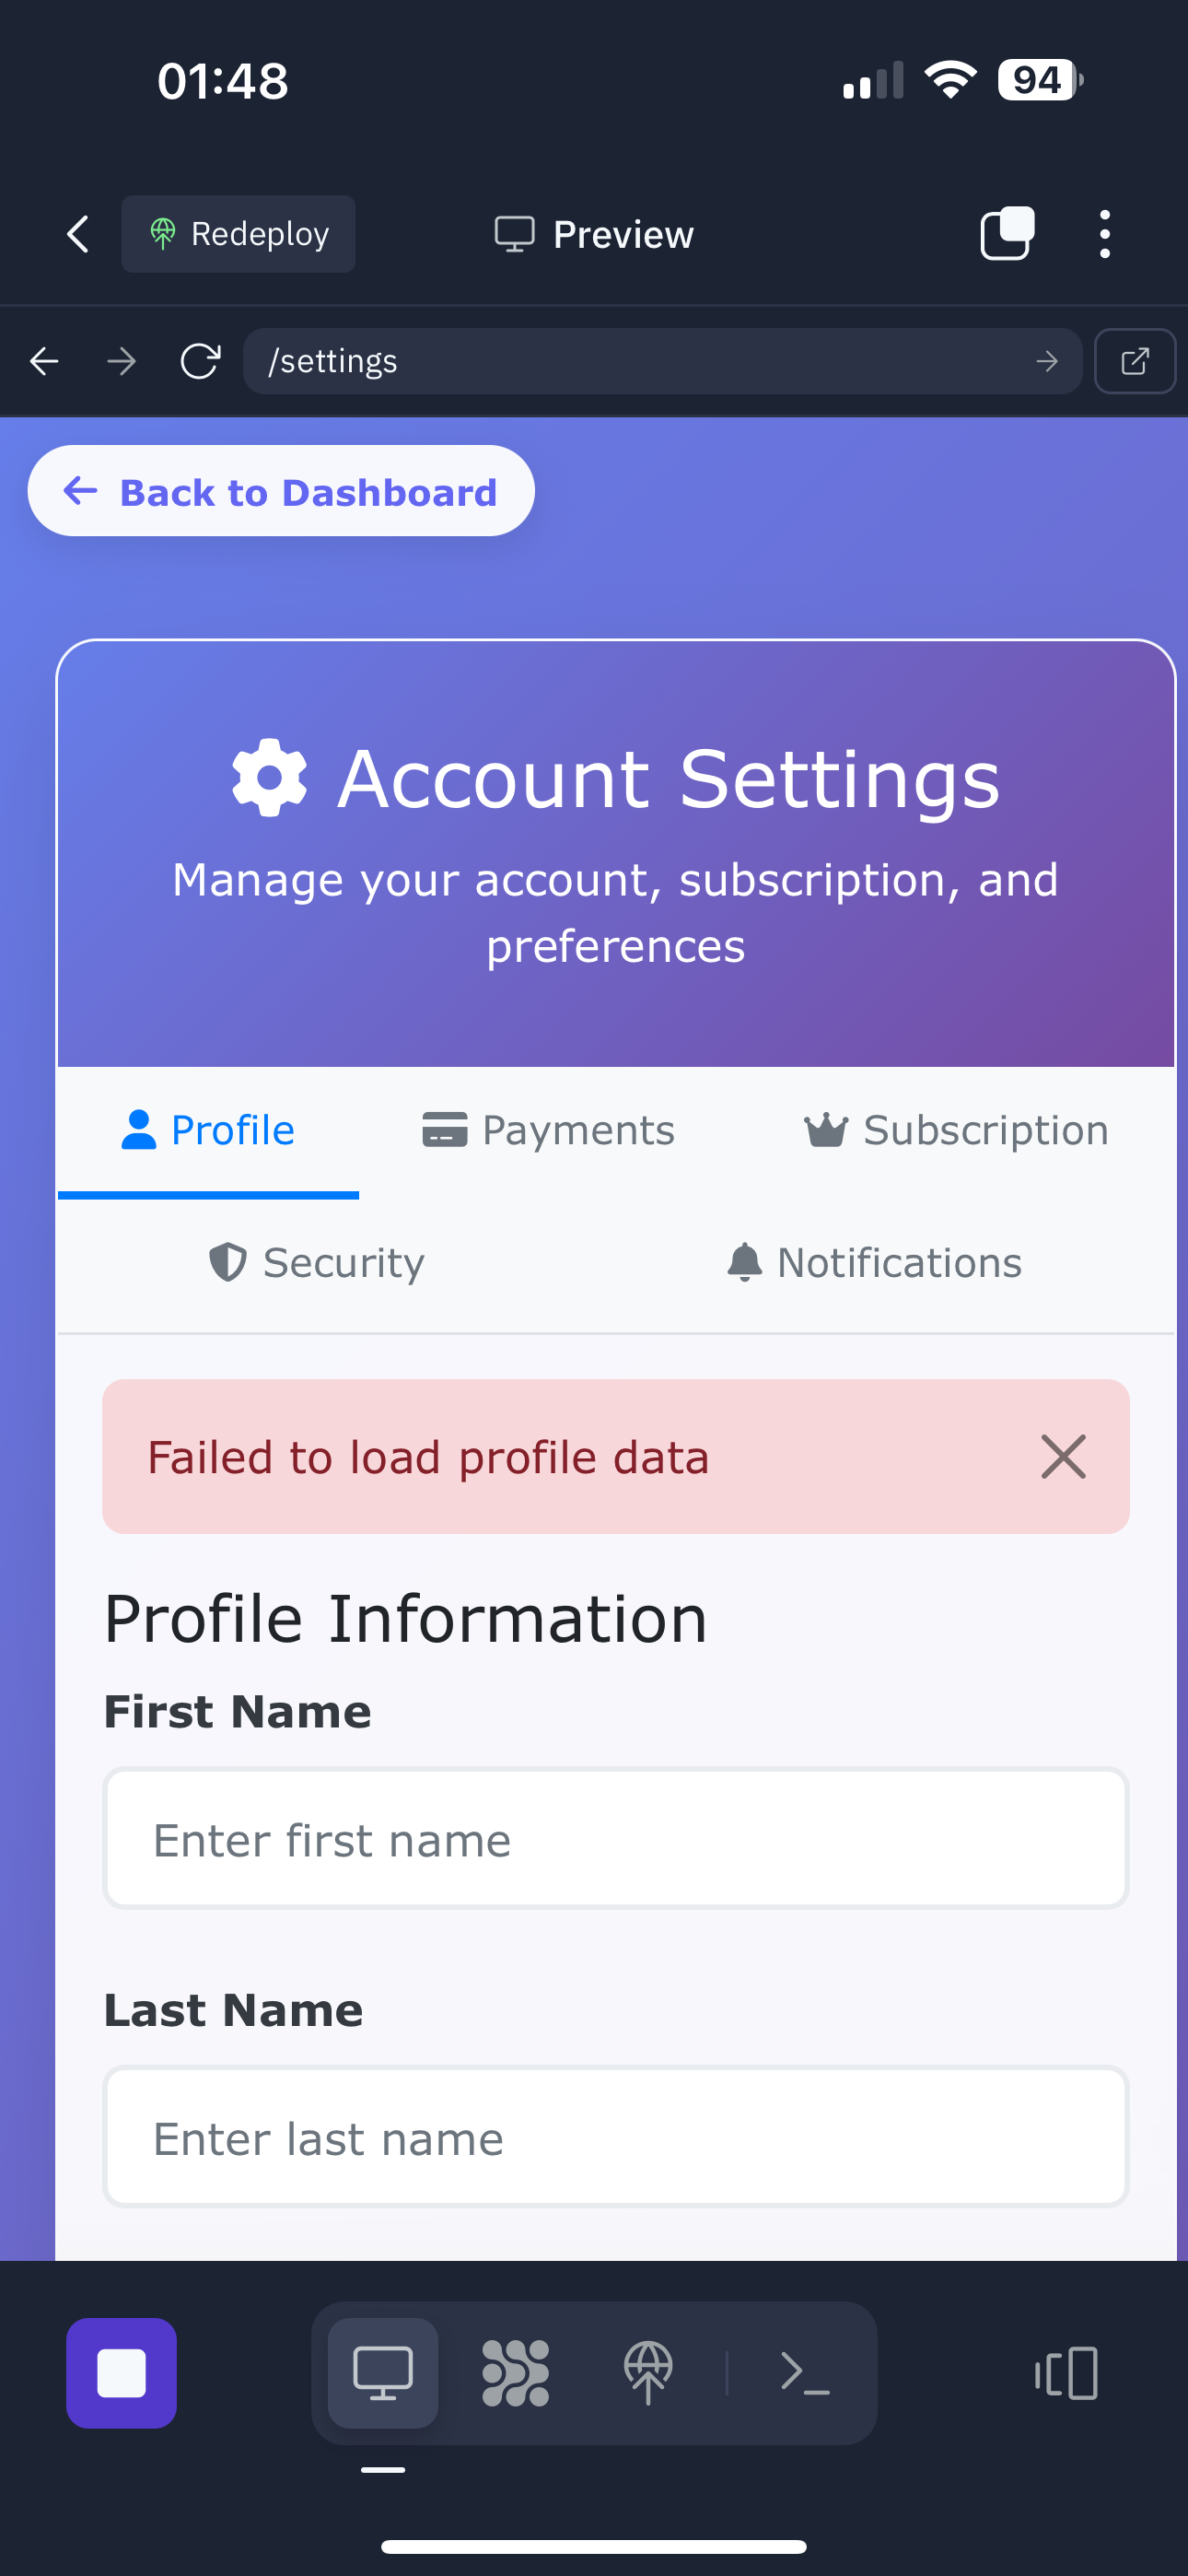 01:48
94
Redeploy
Preview
/settings
Back to Dashboard
Account Settings
Manage your account, subscription, and
preferences
Profile
Payments
Subscription
Security
Notifications
Failed to load profile data
Profile Information
First Name
Enter first name
Last Name
Enter last name